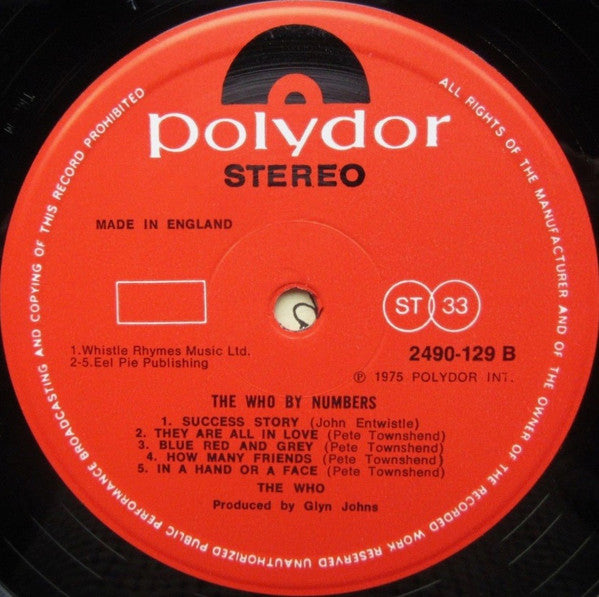 polydor
STEREO
MADE IN ENGLAND
ST 33
1.Whistle Rhymes Music Ltd.
2-5.Eel Pie Publishing
2490-129 B
℗ 1975 POLYDOR INT.
THE WHO BY NUMBERS
1. SUCCESS STORY (John Entwistle)
2. THEY ARE ALL IN LOVE (Pete Townshend)
3. BLUE RED AND GREY (Pete Townshend)
4. HOW MANY FRIENDS (Pete Townshend)
5. IN A HAND OR A FACE (Pete Townshend)
THE WHO
Produced by Glyn Johns
ALL RIGHTS OF THE MANUFACTURER AND OF THE OWNER OF THE RECORDED WORK RESERVED UNAUTHORIZED PUBLIC PERFORMANCE BROADCASTING AND COPYING OF THIS RECORD PROHIBITED